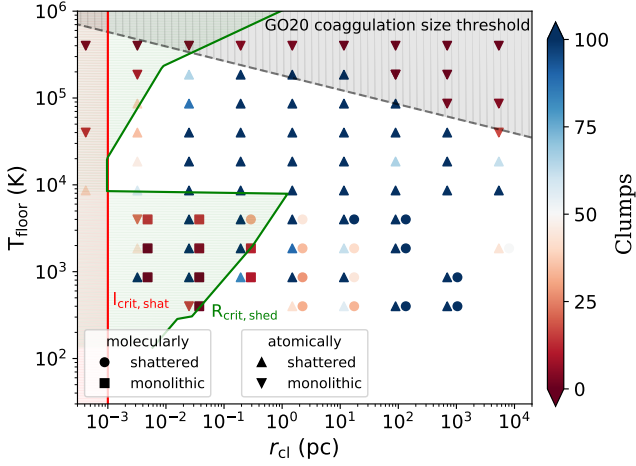 GO20 coaggulation size threshold
10^6
10^5
10^4
10^3
10^2
T_floor (K)
I_crit, shat
R_crit, shed
molecularly
shattered
monolithic
atomically
shattered
monolithic
10^−3
10^−2
10^−1
10^0
10^1
10^2
10^3
10^4
r_cl (pc)
100
75
50
25
0
Clumps